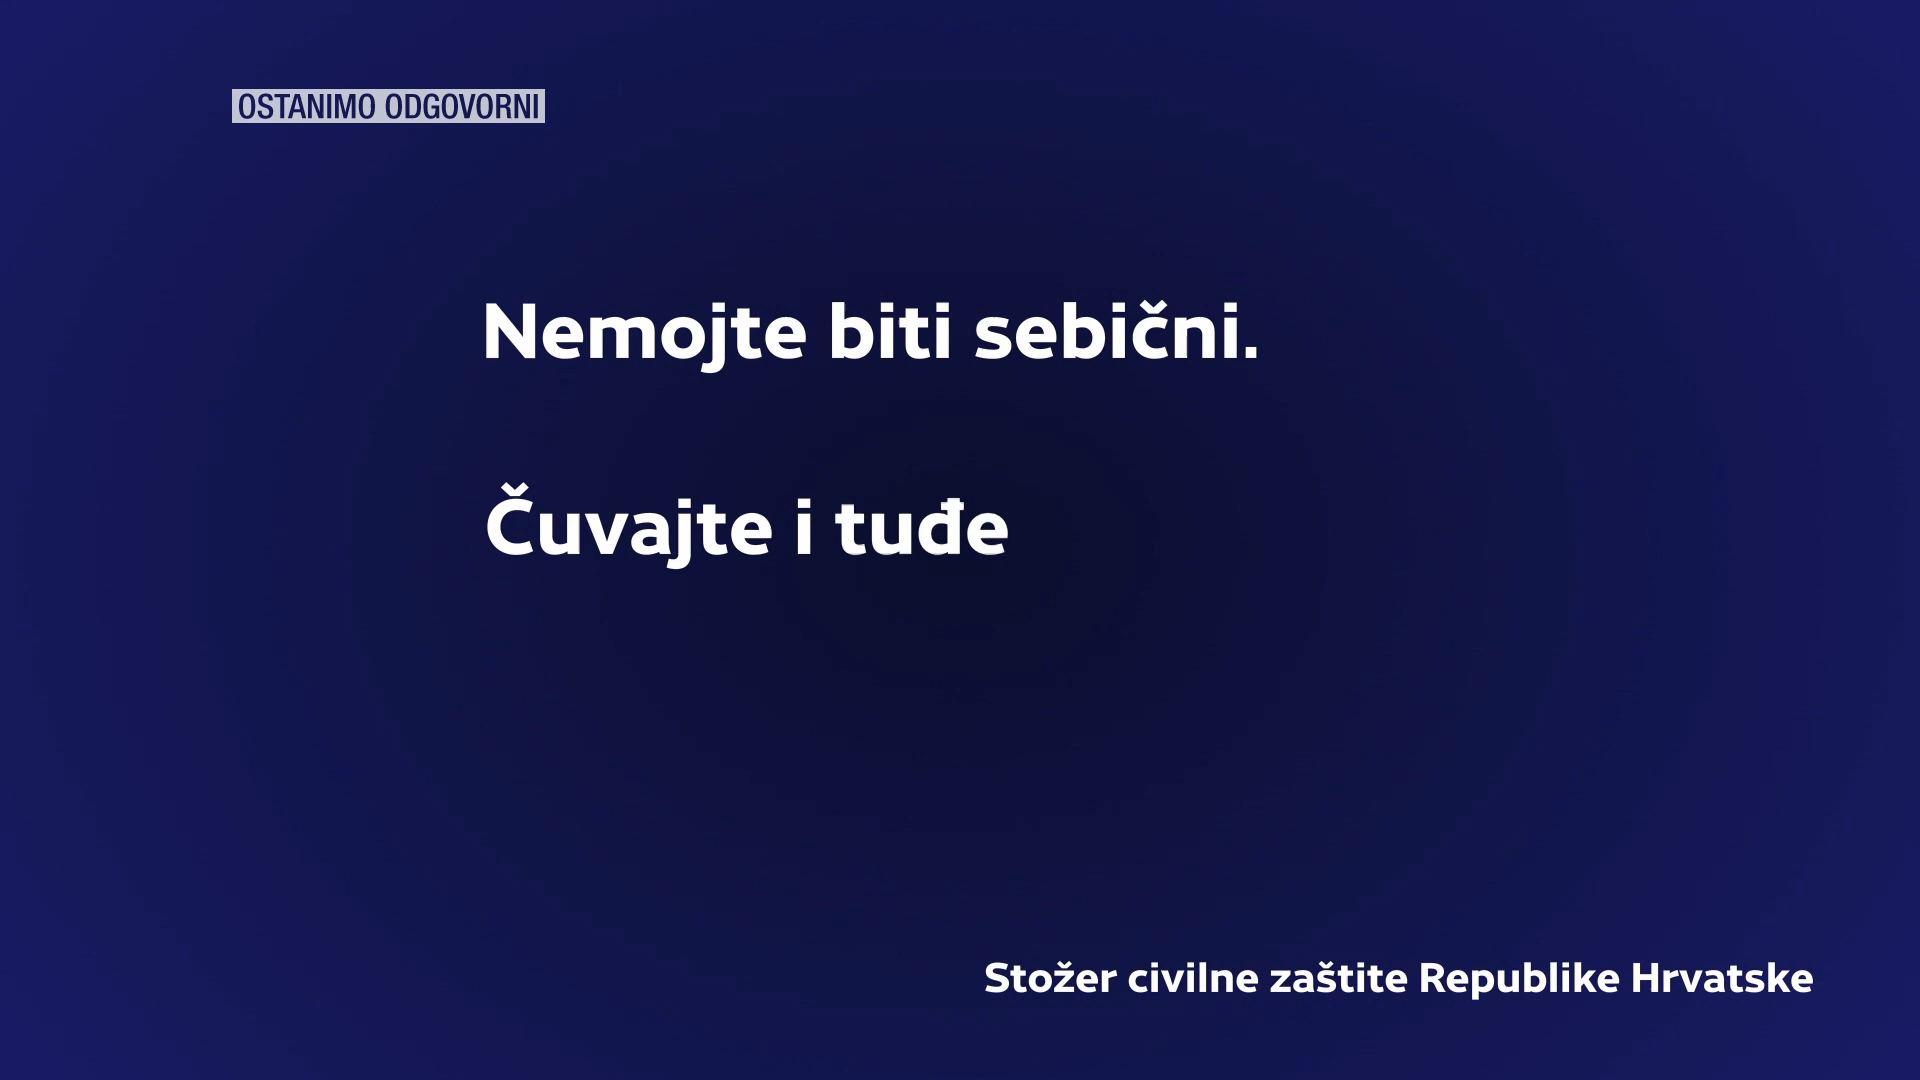 OSTANIMO ODGOVORNI
Nemojte biti sebični.
Čuvajte i tuđe
Stožer civilne zaštite Republike Hrvatske